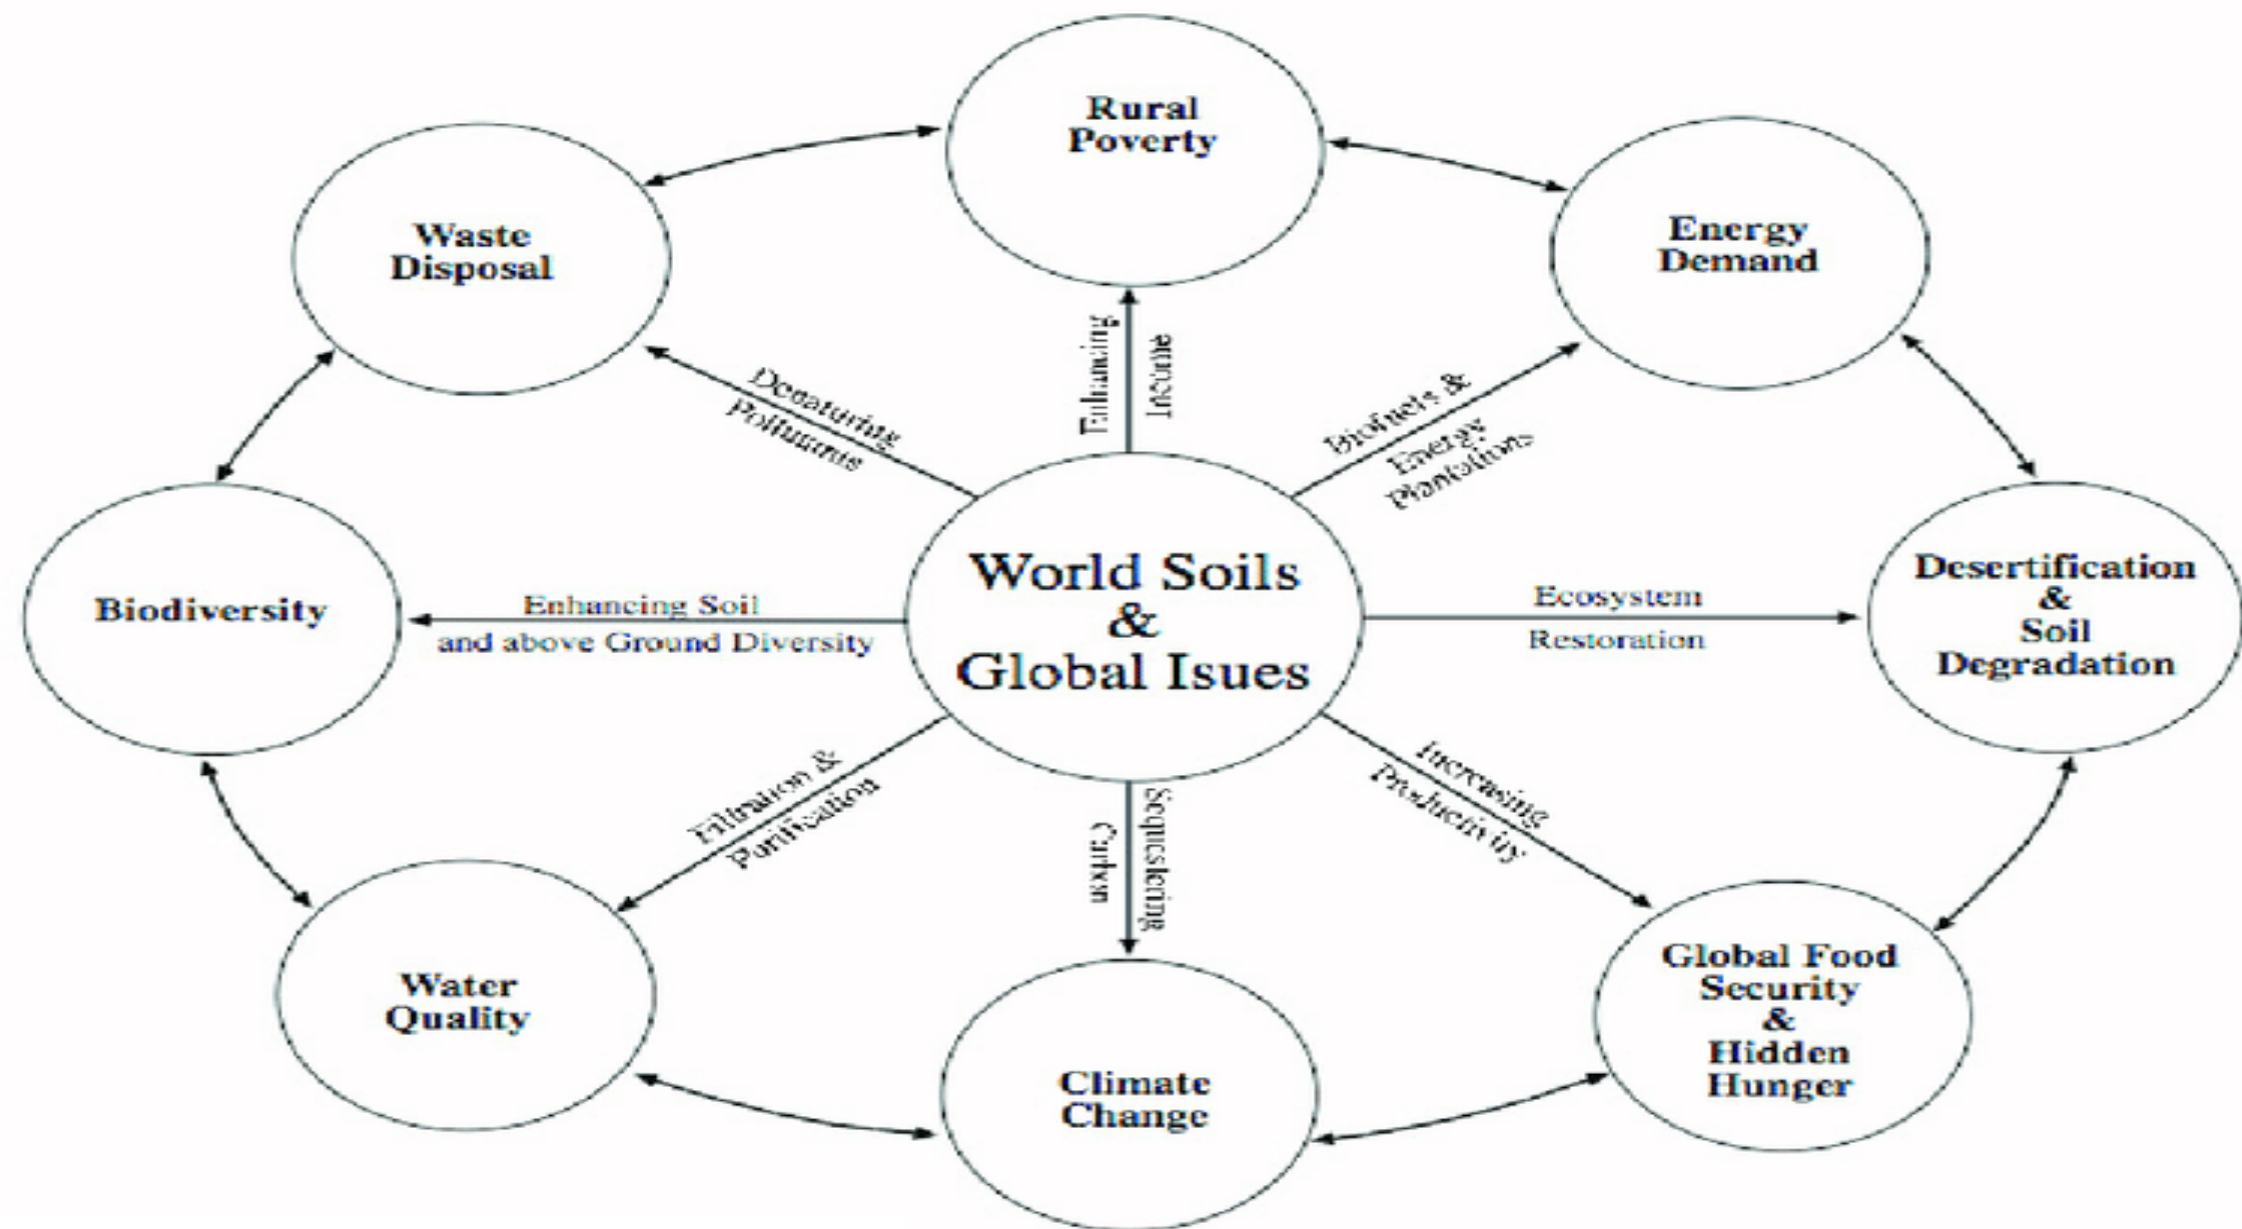 Rural
Poverty
Waste
Disposal
Energy
Demand
Enhancing
Income
Denaturing
Pollutants
Biofuels &
Energy
Plantations
World Soils
&
Global Isues
Biodiversity
Enhancing Soil
and above Ground Diversity
Ecosystem
Restoration
Desertification
&
Soil
Degradation
Filtration &
Purification
Sequestering
Carbon
Increasing
Productivity
Water
Quality
Climate
Change
Global Food
Security
&
Hidden
Hunger